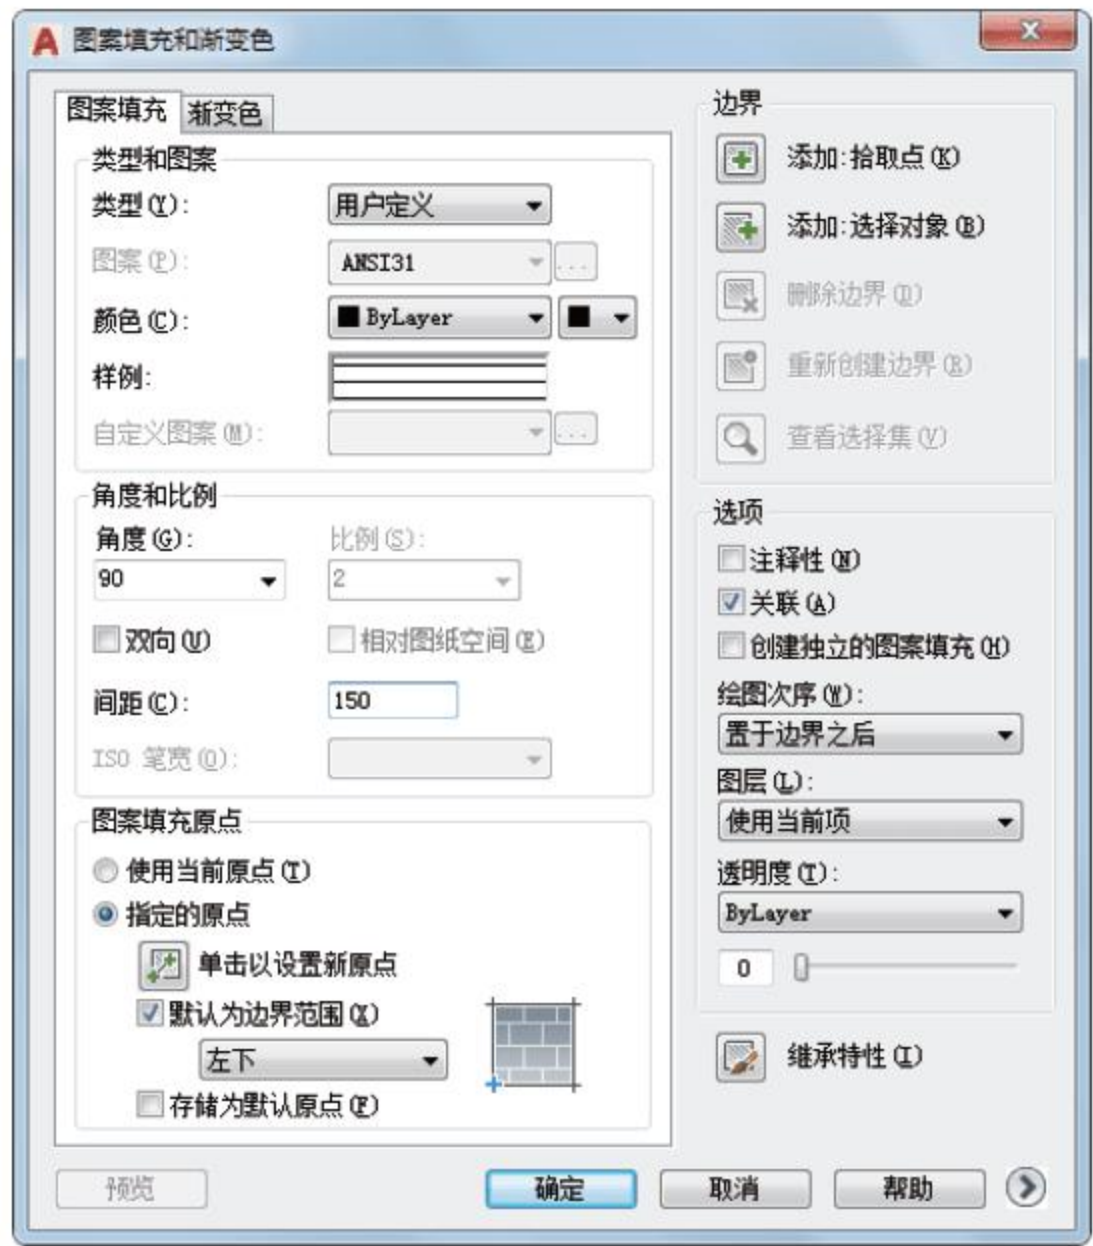 图案填充和渐变色
图案填充 渐变色
类型和图案
类型(Y): 用户定义
图案(P): ANSI31 ...
颜色(C): ByLayer
样例:
自定义图案(M): ...
角度和比例
角度(G): 比例(S):
90 2
双向(U) 相对图纸空间(E)
间距(C): 150
ISO 笔宽(O):
图案填充原点
使用当前原点(T)
指定的原点
单击以设置新原点
默认为边界范围(X)
左下
存储为默认原点(F)
边界
添加:拾取点(K)
添加:选择对象(B)
删除边界(D)
重新创建边界(R)
查看选择集(V)
选项
注释性(N)
关联(A)
创建独立的图案填充(H)
绘图次序(W):
置于边界之后
图层(L):
使用当前项
透明度(T):
ByLayer
0
继承特性(I)
预览 确定 取消 帮助